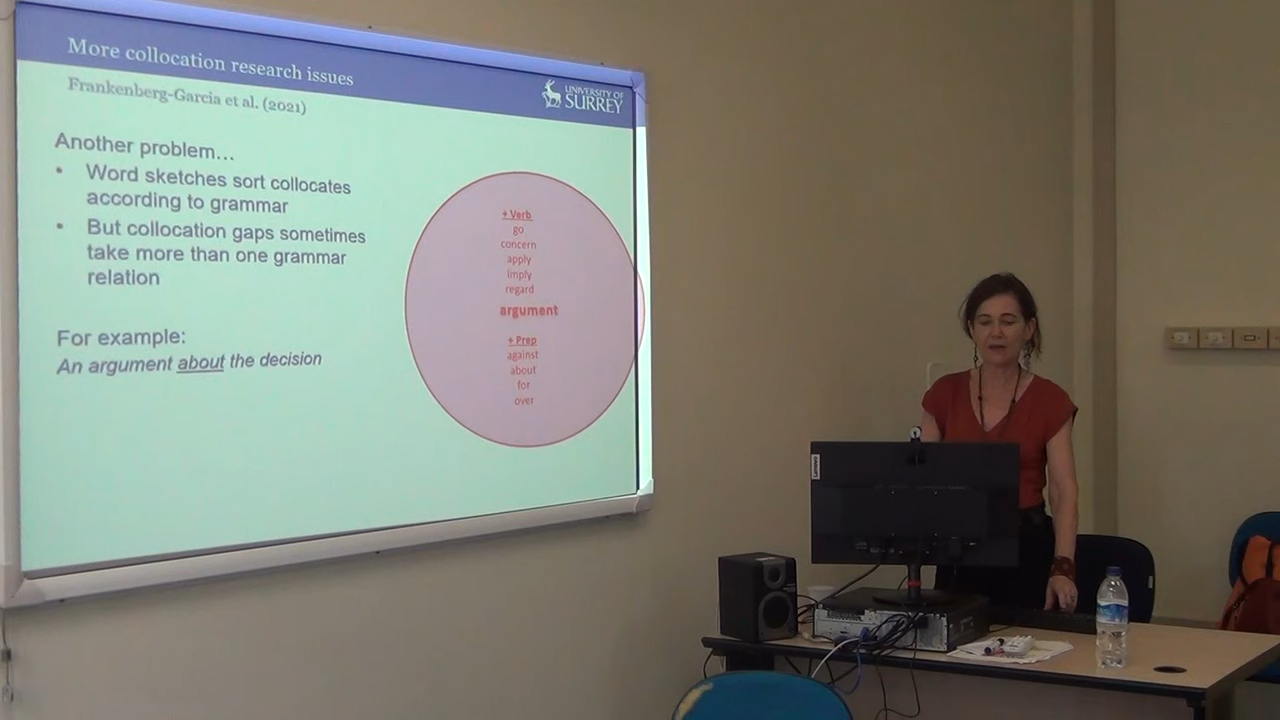 More collocation research issues
Frankenberg-Garcia et al. (2021)
UNIVERSITY OF
SURREY
Another problem…
• Word sketches sort collocates
according to grammar
• But collocation gaps sometimes
take more than one grammar
relation
For example:
An argument about the decision
+ Verb
go
concern
apply
imply
regard
argument
+ Prep
against
about
for
over
Lenovo